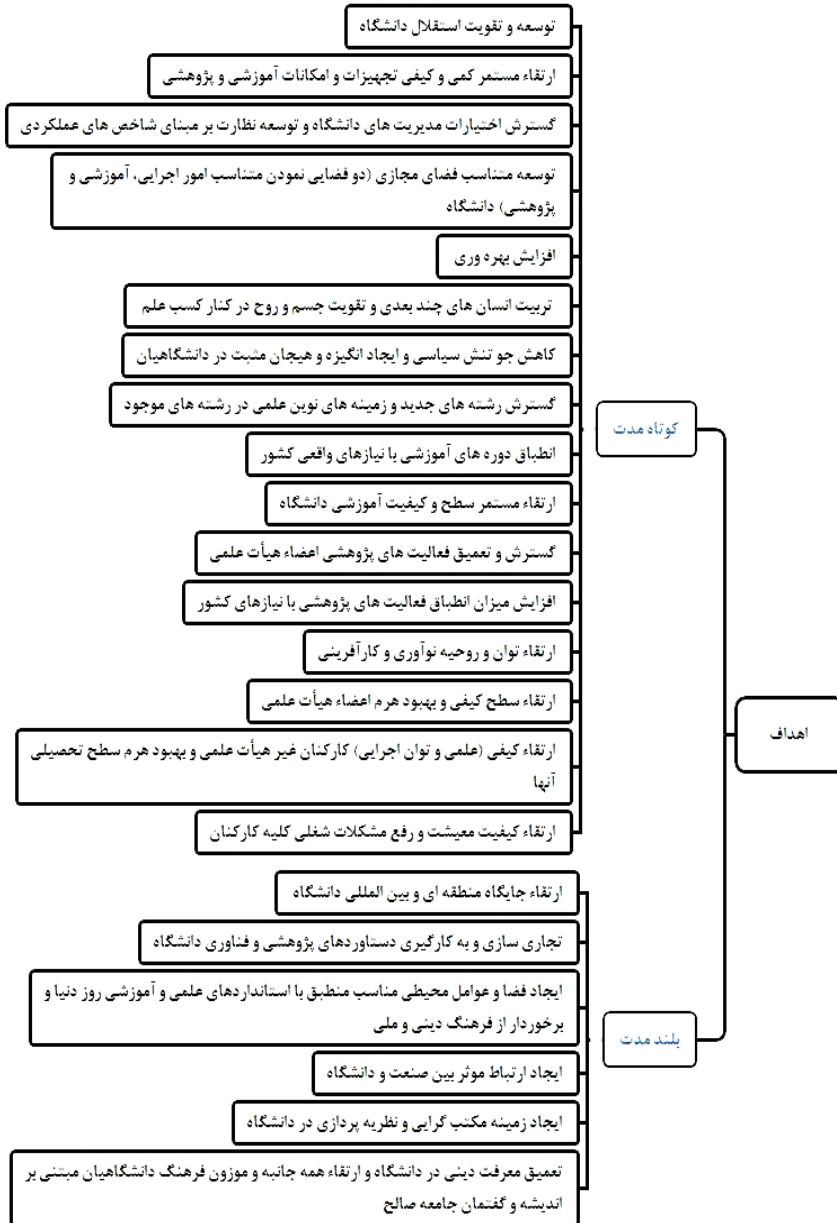 اهداف
کوتاه مدت
توسعه و تقویت استقلال دانشگاه
ارتقاء مستمر کمی و کیفی تجهیزات و امکانات آموزشی و پژوهشی
گسترش اختیارات مدیریت های دانشگاه و توسعه نظارت بر مبنای شاخص های عملکردی
توسعه متناسب فضای مجازی (دو فضایی نمودن متناسب امور اجرایی، آموزشی و
پژوهشی) دانشگاه
افزایش بهره وری
تربیت انسان های چند بعدی و تقویت جسم و روح در کنار کسب علم
کاهش جو تنش سیاسی و ایجاد انگیزه و هیجان مثبت در دانشگاهیان
گسترش رشته های جدید و زمینه های نوین علمی در رشته های موجود
انطباق دوره های آموزشی با نیازهای واقعی کشور
ارتقاء مستمر سطح و کیفیت آموزشی دانشگاه
گسترش و تعمیق فعالیت های پژوهشی اعضاء هیأت علمی
افزایش میزان انطباق فعالیت های پژوهشی با نیازهای کشور
ارتقاء توان و روحیه نوآوری و کارآفرینی
ارتقاء سطح کیفی و بهبود هرم اعضاء هیأت علمی
ارتقاء کیفی (علمی و توان اجرایی) کارکنان غیر هیأت علمی و بهبود هرم سطح تحصیلی
آنها
ارتقاء کیفیت معیشت و رفع مشکلات شغلی کلیه کارکنان
بلند مدت
ارتقاء جایگاه منطقه ای و بین المللی دانشگاه
تجاری سازی و به کارگیری دستاوردهای پژوهشی و فناوری دانشگاه
ایجاد فضا و عوامل محیطی مناسب منطبق با استانداردهای علمی و آموزشی روز دنیا و
برخوردار از فرهنگ دینی و ملی
ایجاد ارتباط موثر بین صنعت و دانشگاه
ایجاد زمینه مکتب گرایی و نظریه پردازی در دانشگاه
تعمیق معرفت دینی در دانشگاه و ارتقاء همه جانبه و موزون فرهنگ دانشگاهیان مبتنی بر
اندیشه و گفتمان جامعه صالح